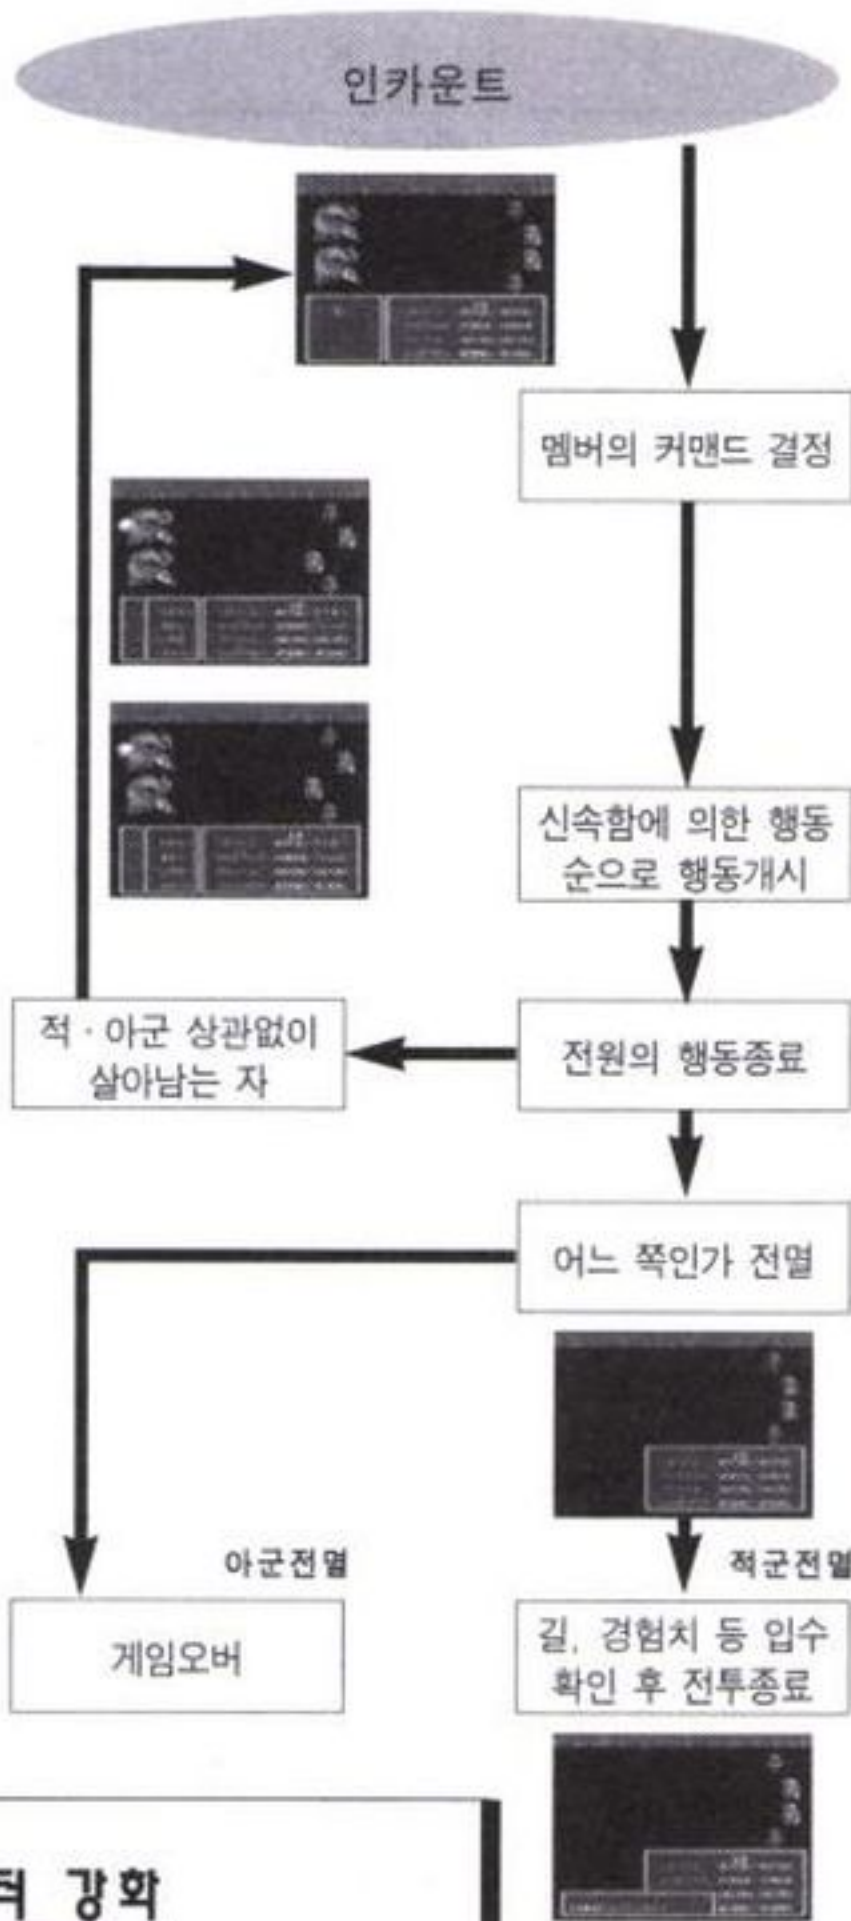 인카운트
멤버의 커맨드 결정
신속함에 의한 행동
순으로 행동개시
적 · 아군 상관없이
살아남는 자
전원의 행동종료
어느 쪽인가 전멸
아군전멸
적군전멸
게임오버
길, 경험치 등 입수
확인 후 전투종료
강화